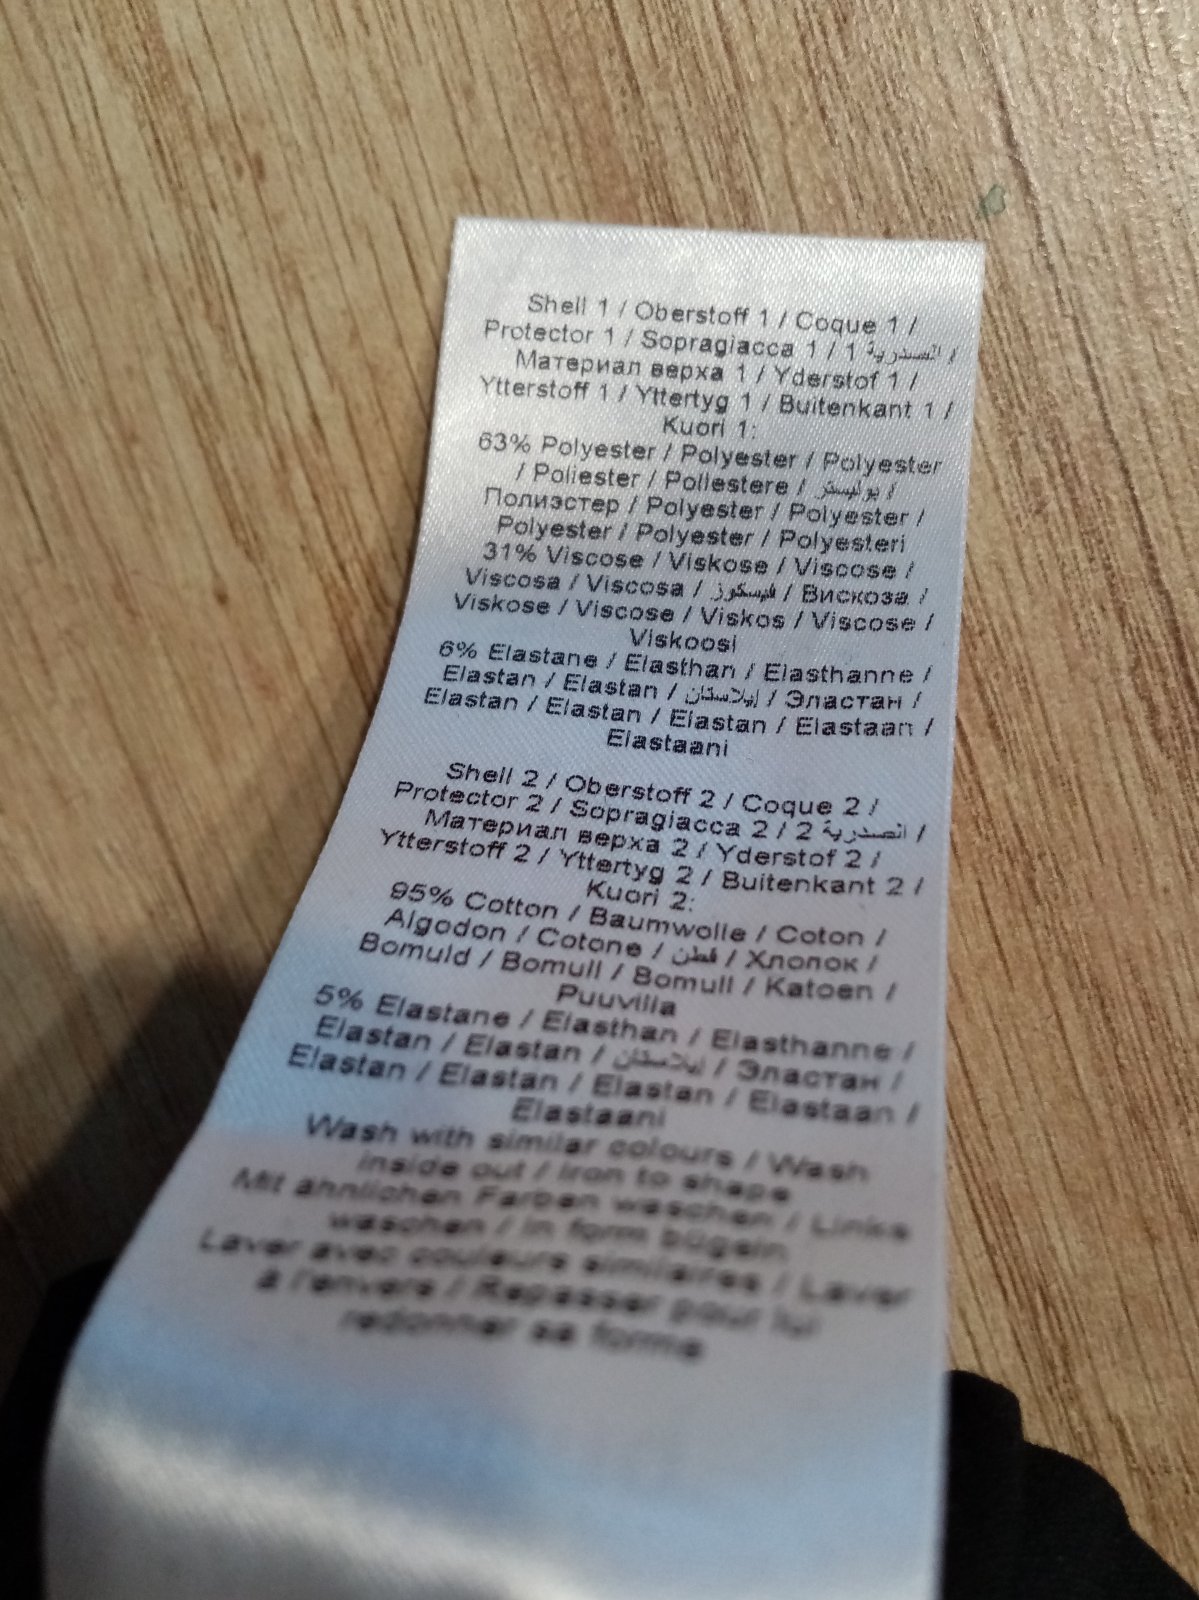 Shell 1 / Oberstoff 1 / Coque 1 /
Protector 1 / Sopragiacca 1 / 1 الصدرية /
Материал верха 1 / Yderstof 1 /
Ytterstoff 1 / Yttertyg 1 / Buitenkant 1 /
Kuori 1:
63% Polyester / Polyester / Polyester
/ Poliester / Poliestere / بوليستر /
Полиэстер / Polyester / Polyester /
Polyester / Polyester / Polyesteri
31% Viscose / Viskose / Viscose /
Viscosa / Viscosa / فيسكوز / Вискоза /
Viskose / Viscose / Viskos / Viscose /
Viskoosi
6% Elastane / Elasthan / Elasthanne /
Elastan / Elastan / إيلاستان / Эластан /
Elastan / Elastan / Elastan / Elastaan /
Elastaani
Shell 2 / Oberstoff 2 / Coque 2 /
Protector 2 / Sopragiacca 2 / 2 الصدرية /
Материал верха 2 / Yderstof 2 /
Ytterstoff 2 / Yttertyg 2 / Buitenkant 2 /
Kuori 2:
95% Cotton / Baumwolle / Coton /
Algodon / Cotone / قطن / Хлопок /
Bomuld / Bomull / Bomull / Katoen /
Puuvilla
5% Elastane / Elasthan / Elasthanne /
Elastan / Elastan / إيلاستان / Эластан /
Elastan / Elastan / Elastan / Elastaan /
Elastaani
Wash with similar colours / Wash
inside out / Iron to shape
Mit ähnlichen Farben waschen / Links
waschen / in form bügeln
Laver avec couleurs similaires / Laver
à l'envers / Repasser pour lui
redonner sa forme